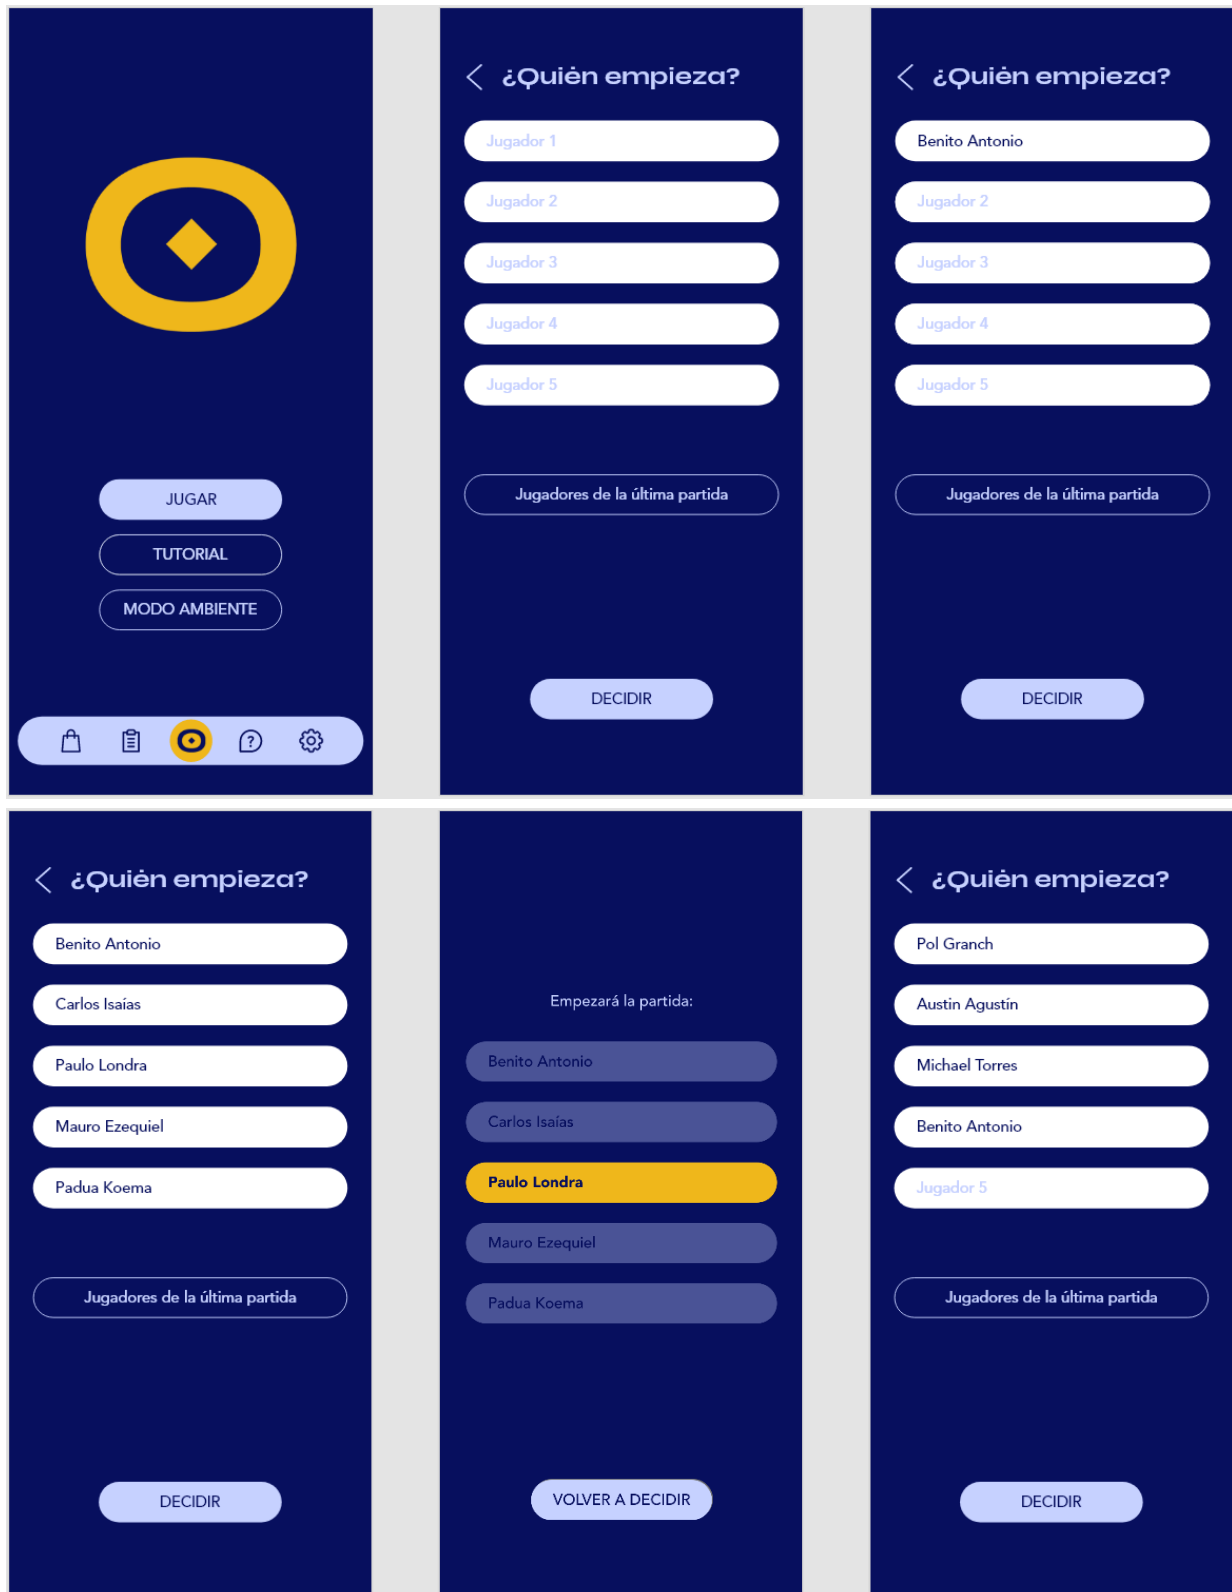 JUGAR
TUTORIAL
MODO AMBIENTE
¿Quién empieza?
Jugador 1
Jugador 2
Jugador 3
Jugador 4
Jugador 5
Jugadores de la última partida
DECIDIR
¿Quién empieza?
Benito Antonio
Jugador 2
Jugador 3
Jugador 4
Jugador 5
Jugadores de la última partida
DECIDIR
¿Quién empieza?
Benito Antonio
Carlos Isaías
Paulo Londra
Mauro Ezequiel
Padua Koema
Jugadores de la última partida
DECIDIR
Empezará la partida:
Benito Antonio
Carlos Isaías
Paulo Londra
Mauro Ezequiel
Padua Koema
VOLVER A DECIDIR
¿Quién empieza?
Pol Granch
Austin Agustín
Michael Torres
Benito Antonio
Jugador 5
Jugadores de la última partida
DECIDIR